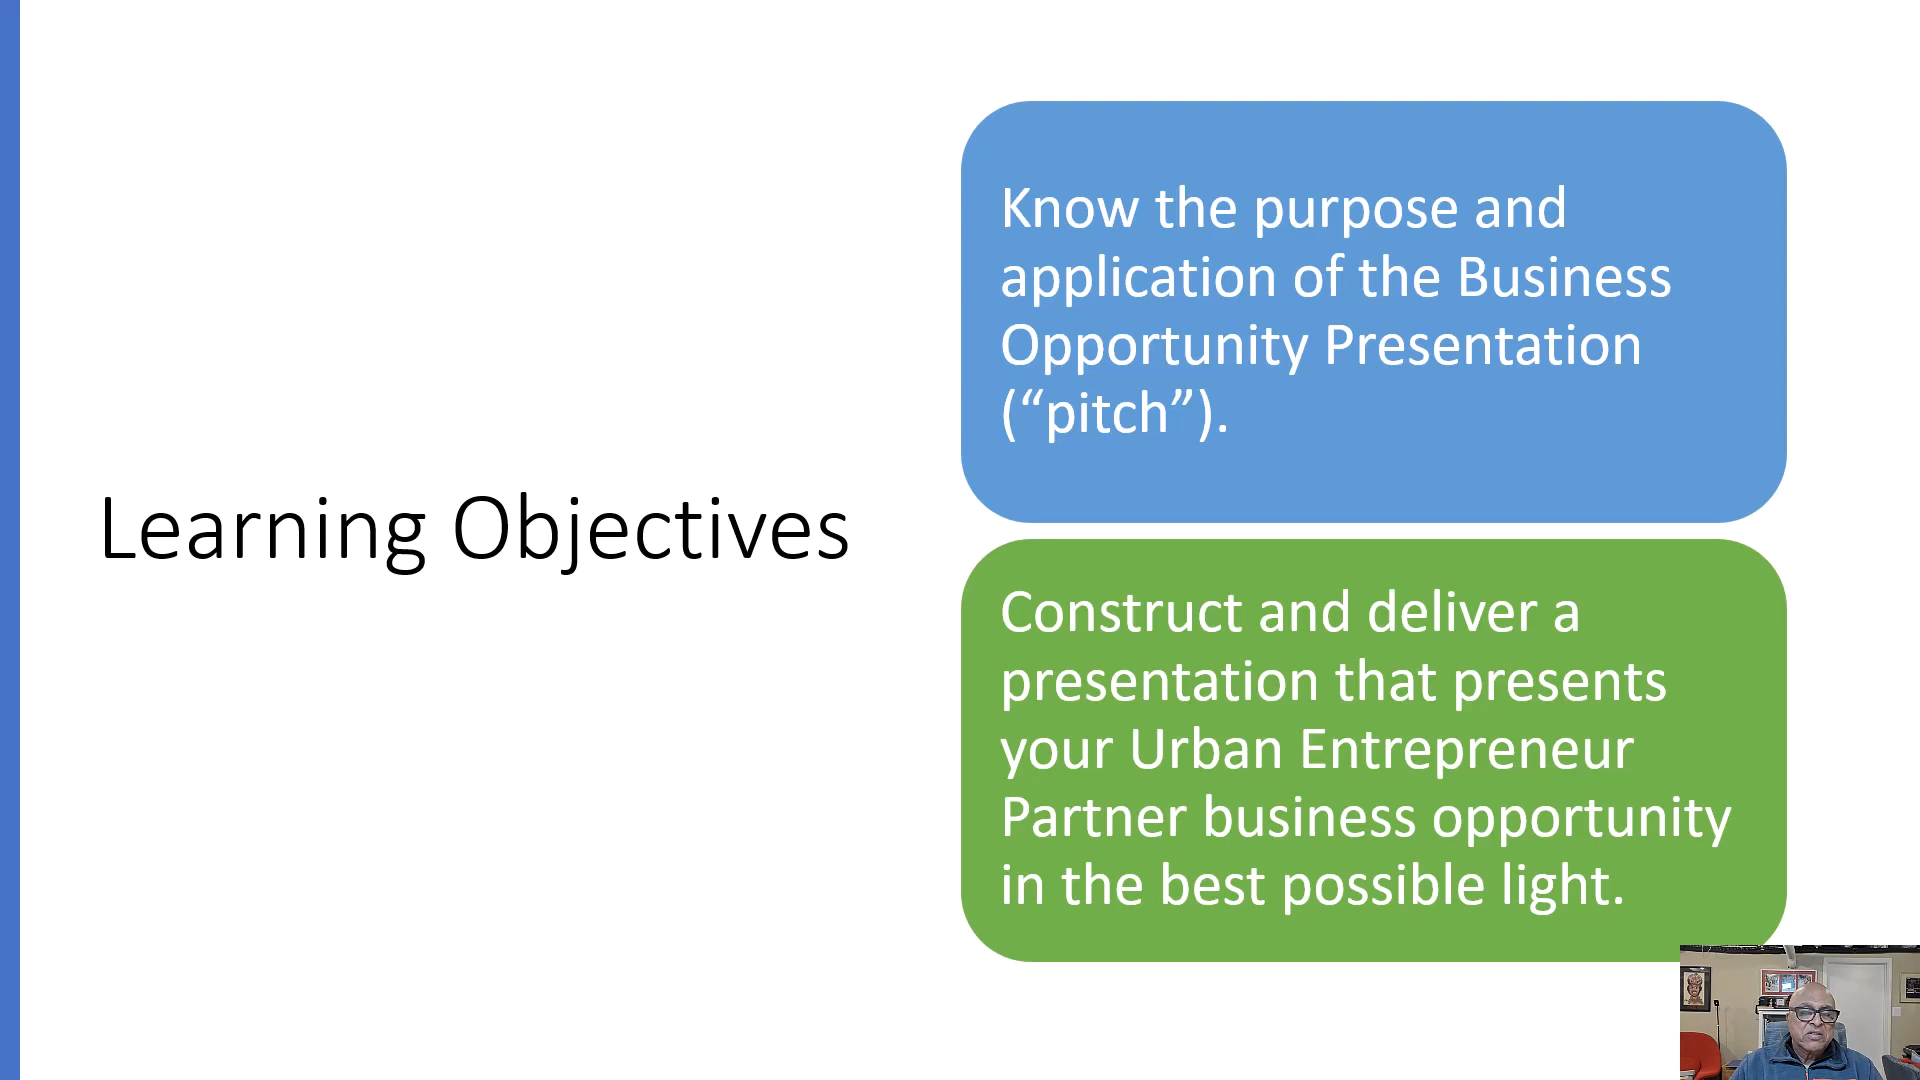 Learning Objectives
Know the purpose and
application of the Business
Opportunity Presentation
(“pitch”).
Construct and deliver a
presentation that presents
your Urban Entrepreneur
Partner business opportunity
in the best possible light.